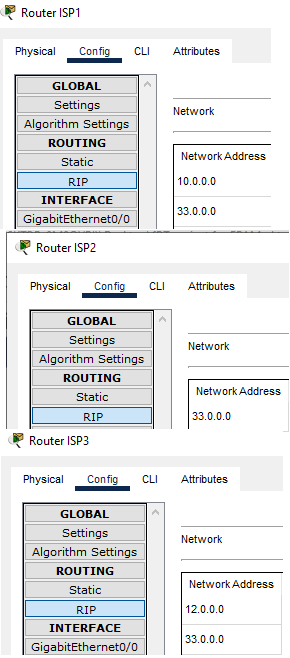 Router ISP1
Physical Config CLI Attributes
GLOBAL
Settings
Algorithm Settings
ROUTING
Static
RIP
INTERFACE
GigabitEthernet0/0
Network
Network Address
10.0.0.0
33.0.0.0
Router ISP2
Physical Config CLI Attributes
GLOBAL
Settings
Algorithm Settings
ROUTING
Static
RIP
Network
Network Address
33.0.0.0
Router ISP3
Physical Config CLI Attributes
GLOBAL
Settings
Algorithm Settings
ROUTING
Static
RIP
INTERFACE
GigabitEthernet0/0
Network
Network Address
12.0.0.0
33.0.0.0